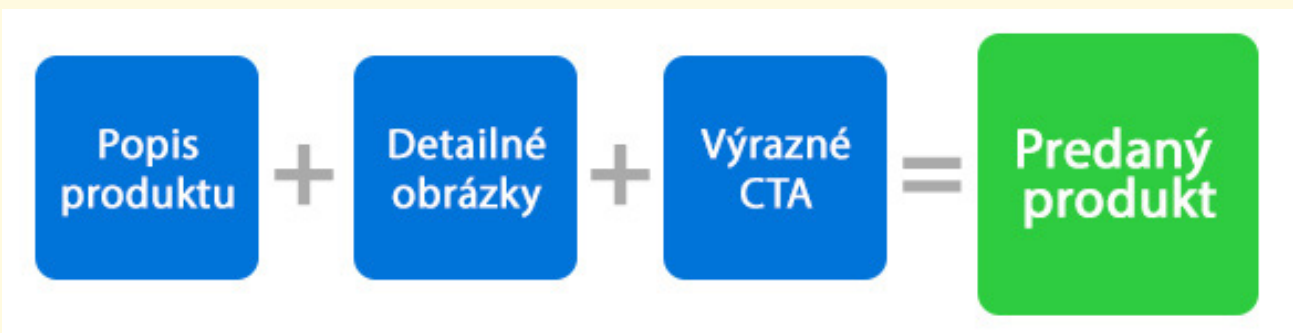 Popis
produktu
+
Detailné
obrázky
+
Výrazné
CTA
=
Predaný
produkt